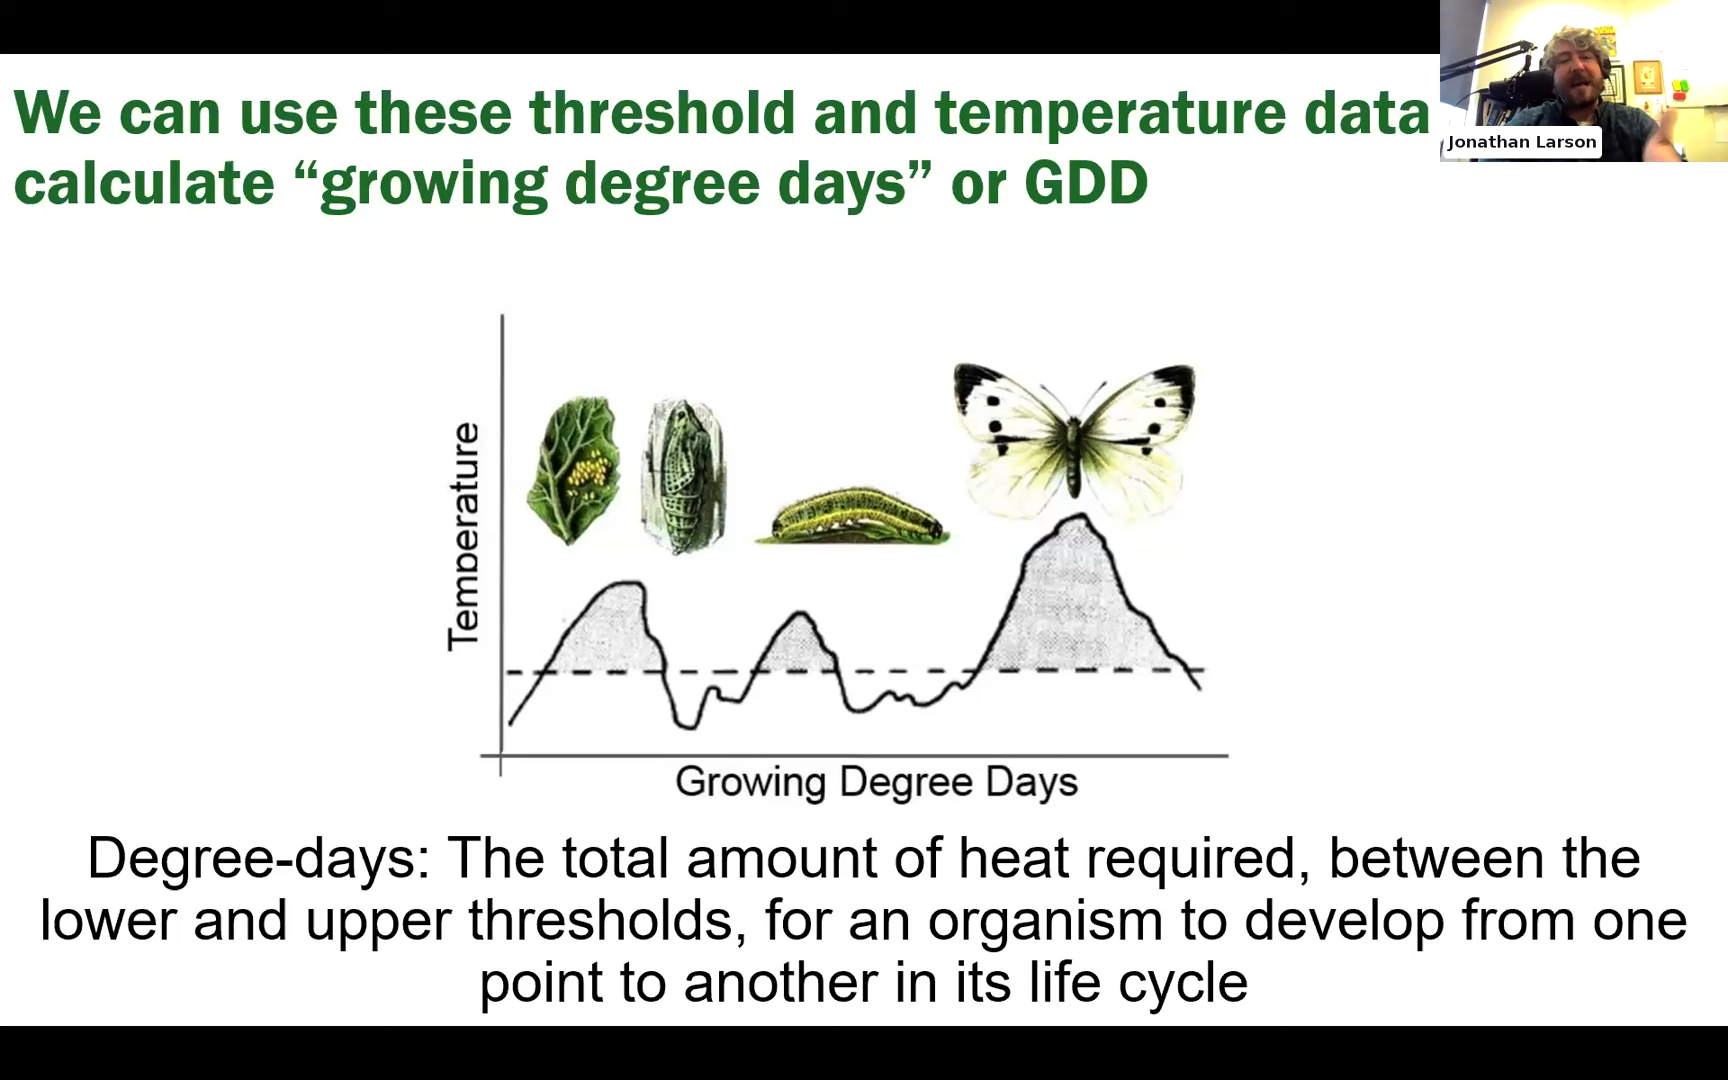 We can use these threshold and temperature data
calculate “growing degree days” or GDD
Jonathan Larson
Temperature
Growing Degree Days
Degree-days: The total amount of heat required, between the
lower and upper thresholds, for an organism to develop from one
point to another in its life cycle